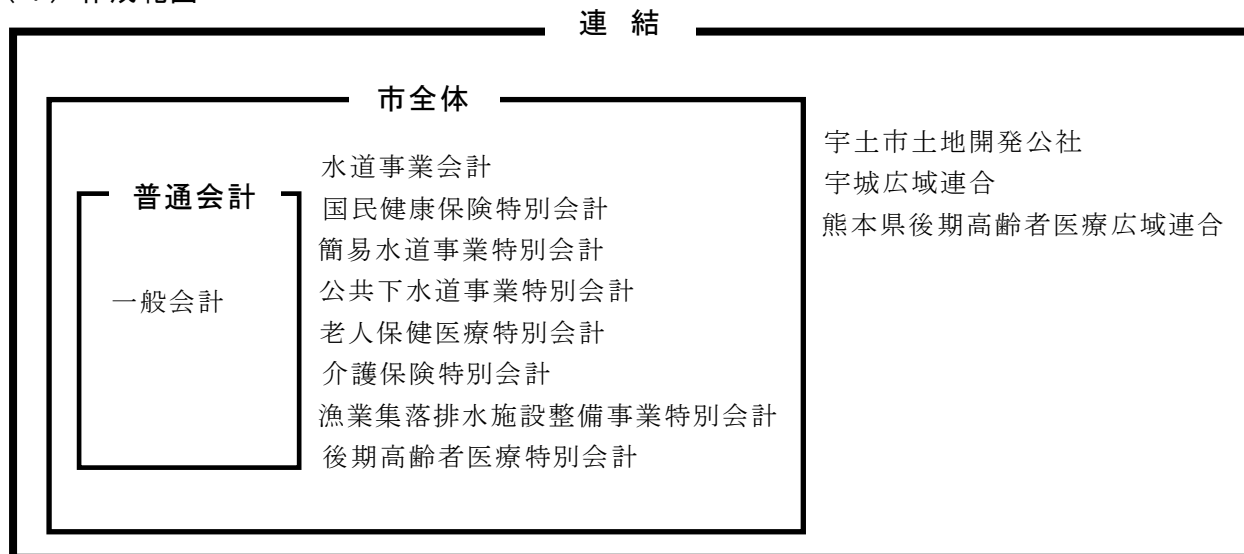 連 結
市全体
普通会計
一般会計
水道事業会計
国民健康保険特別会計
簡易水道事業特別会計
公共下水道事業特別会計
老人保健医療特別会計
介護保険特別会計
漁業集落排水施設整備事業特別会計
後期高齢者医療特別会計
宇土市土地開発公社
宇城広域連合
熊本県後期高齢者医療広域連合